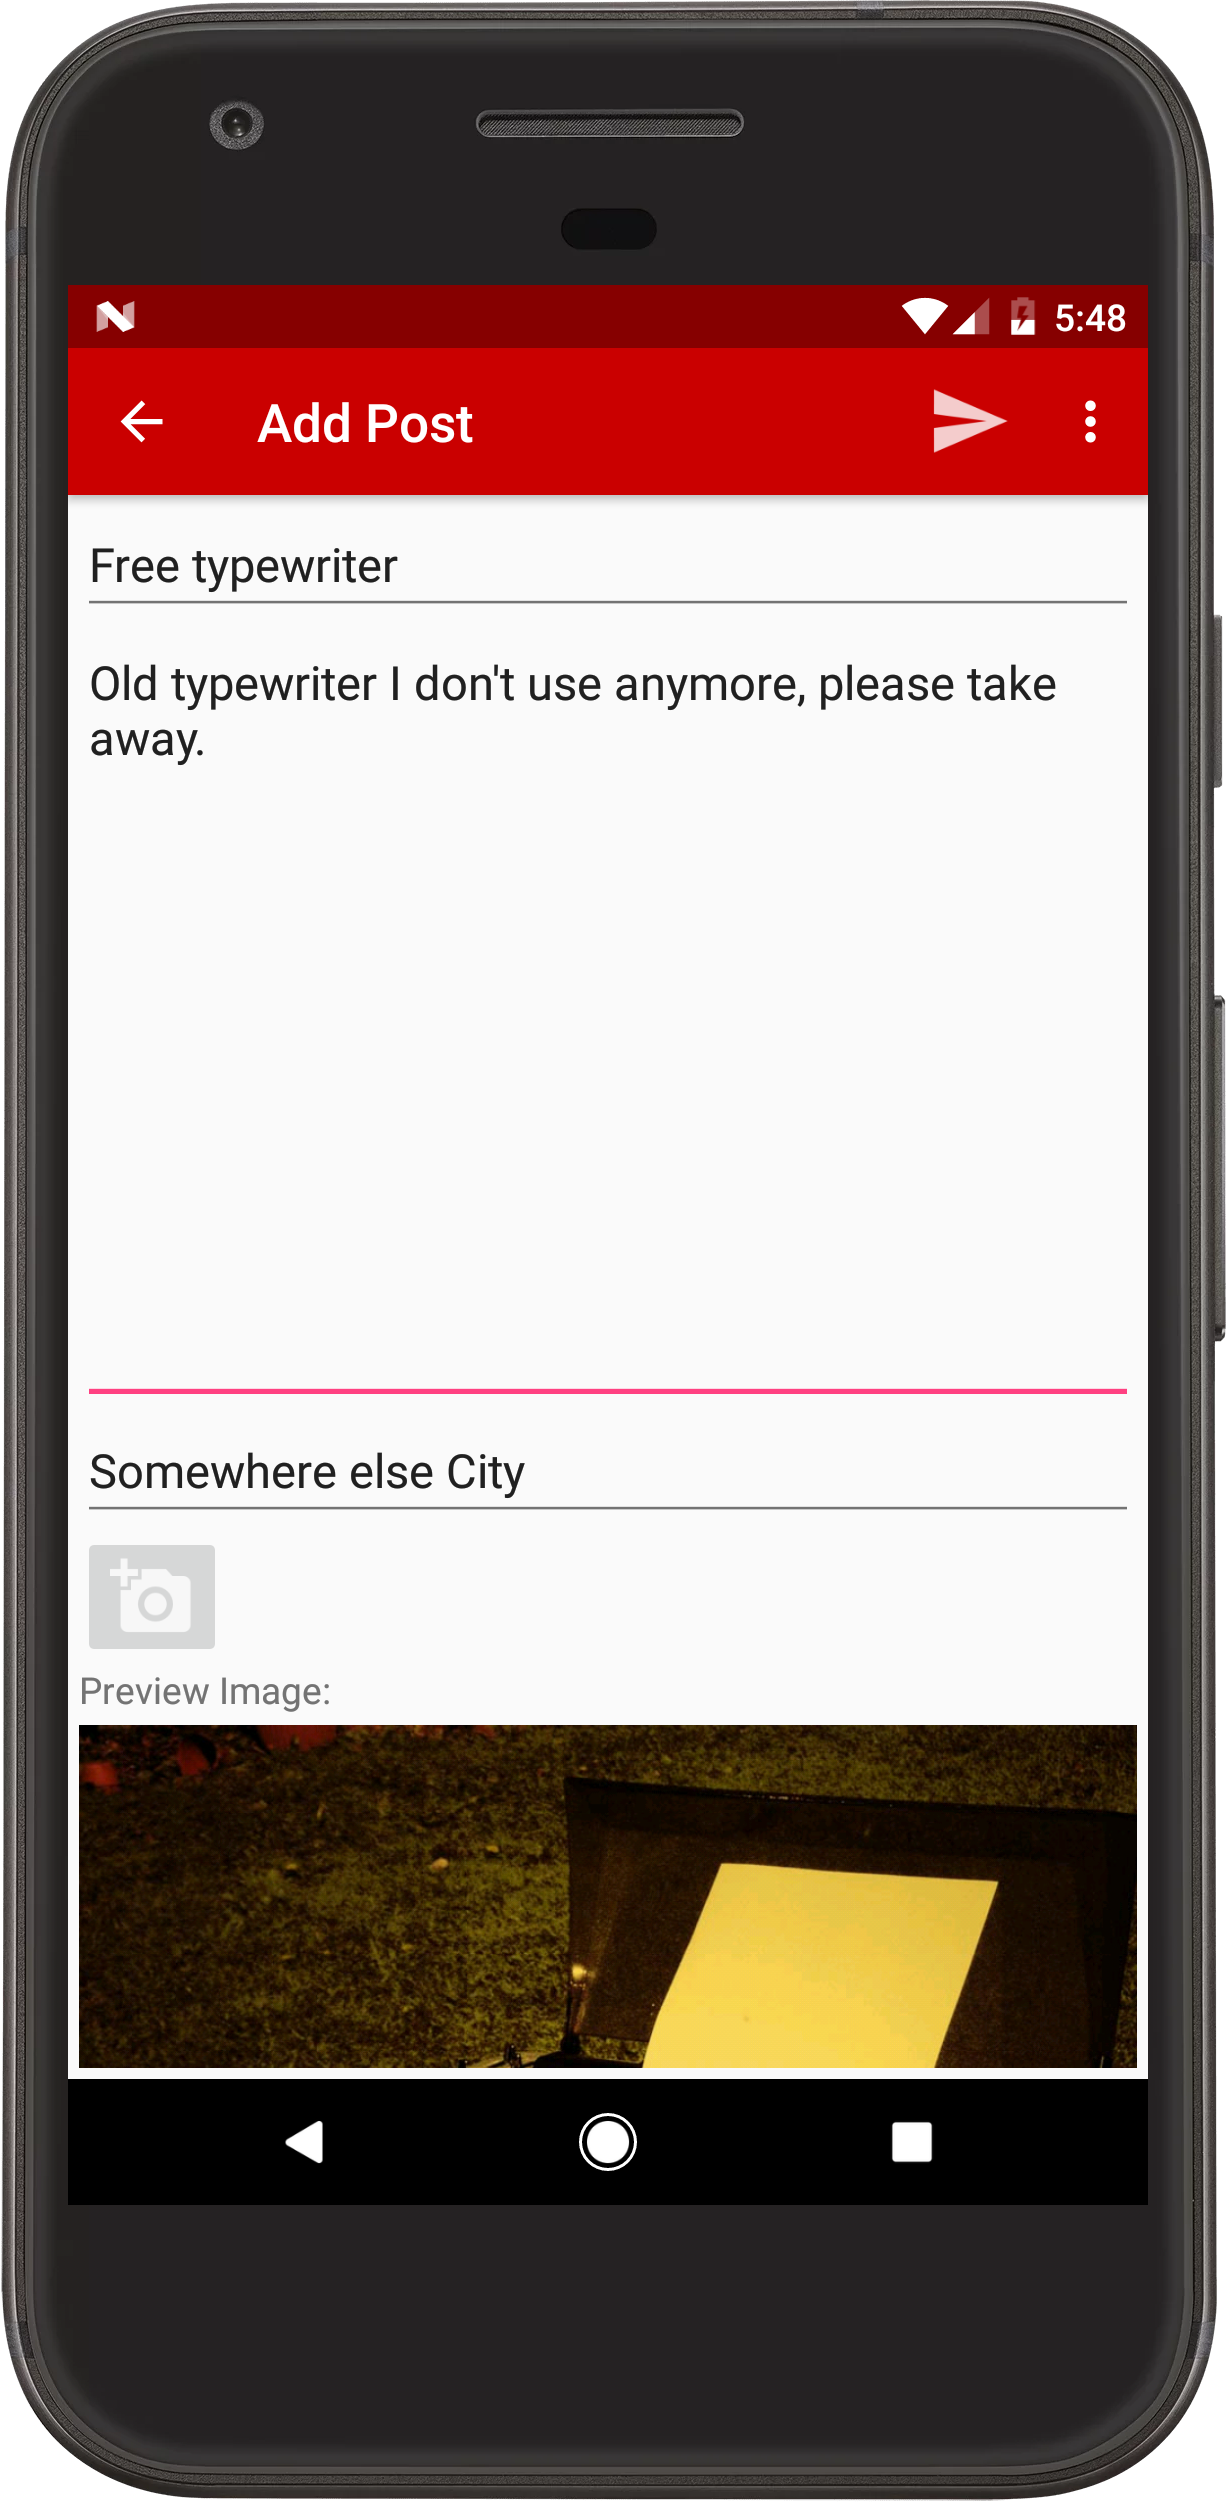 5:48
Add Post
Free typewriter
Old typewriter I don't use anymore, please take
away.
Somewhere else City
Preview Image: